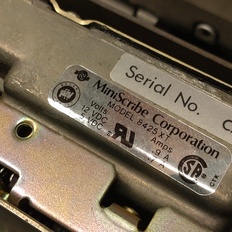 Serial No. C
MiniScribe Corporation
MODEL 8425XT
Volts Amps
12 VDC .9 A
5 VDC